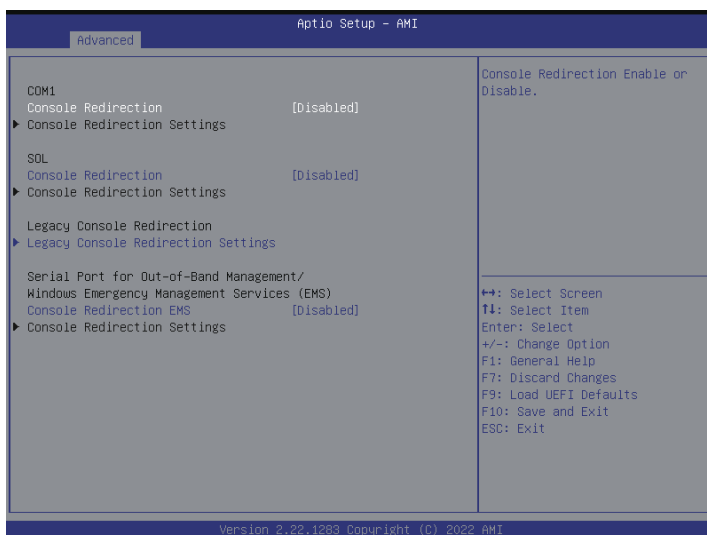 Aptio Setup – AMI
Advanced
COM1
Console Redirection [Disabled]
Console Redirection Settings
SOL
Console Redirection [Disabled]
Console Redirection Settings
Legacy Console Redirection
Legacy Console Redirection Settings
Serial Port for Out-of-Band Management/
Windows Emergency Management Services (EMS)
Console Redirection EMS [Disabled]
Console Redirection Settings
Console Redirection Enable or
Disable.
↔: Select Screen
↑↓: Select Item
Enter: Select
+/-: Change Option
F1: General Help
F7: Discard Changes
F9: Load UEFI Defaults
F10: Save and Exit
ESC: Exit
Version 2.22.1283 Copyright (C) 2022 AMI